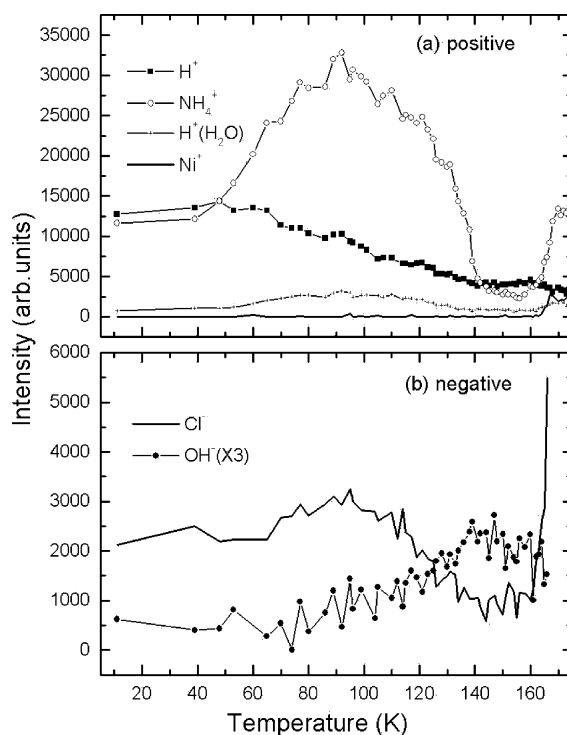 35000
(a) positive
30000
H⁺
NH₄⁺
25000
H⁺(H₂O)
20000
Ni⁺
15000
10000
5000
0
Intensity (arb.units)
6000
(b) negative
5000
Cl⁻
OH⁻(X3)
4000
3000
2000
1000
0
20 40 60 80 100 120 140 160
Temperature (K)